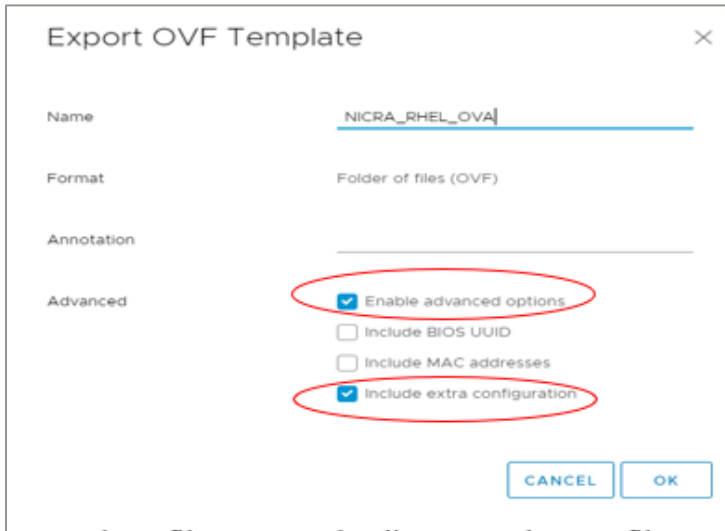 Export OVF Template
Name NICRA_RHEL_OVA
Format Folder of files (OVF)
Annotation
Advanced Enable advanced options
Include BIOS UUID
Include MAC addresses
Include extra configuration
CANCEL OK